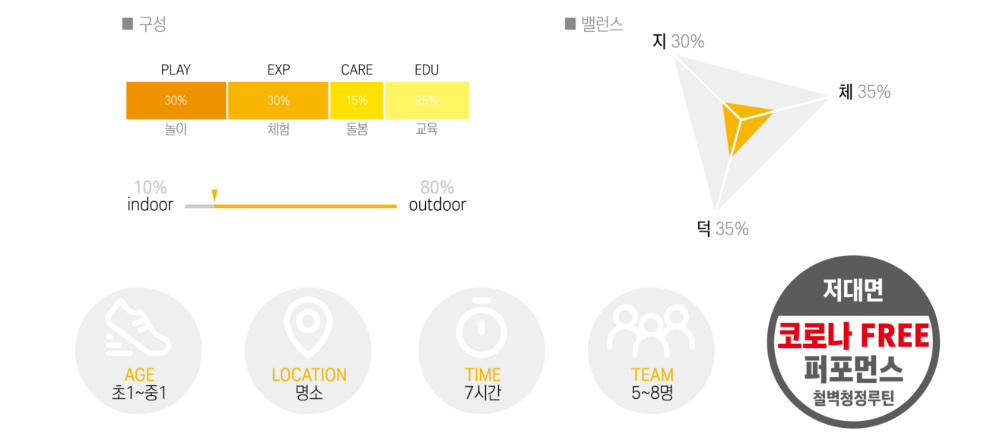 ■ 구성
PLAY EXP CARE EDU
30% 30% 15% 25%
놀이 체험 돌봄 교육
10% 80%
indoor outdoor
■ 밸런스
지 30%
체 35%
덕 35%
AGE
초1~중1
LOCATION
명소
TIME
7시간
TEAM
5~8명
저대면
코로나 FREE
퍼포먼스
철벽청정루틴